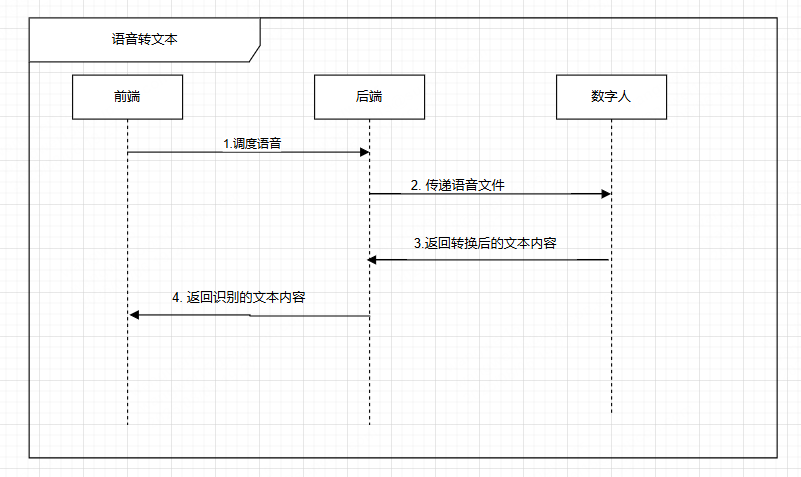 语音转文本
前端
后端
数字人
1.调度语音
2. 传递语音文件
3.返回转换后的文本内容
4. 返回识别的文本内容